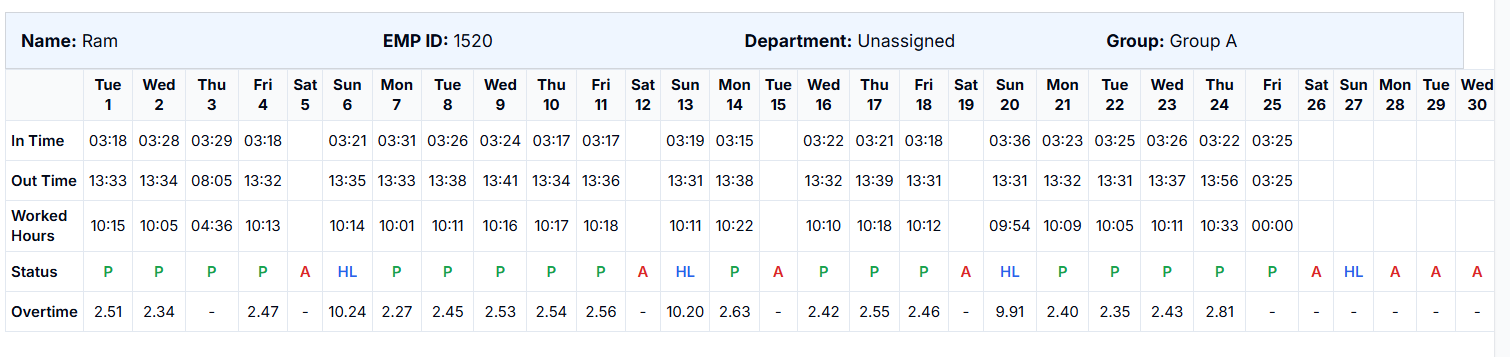 Name: Ram EMP ID: 1520 Department: Unassigned Group: Group A
Tue 1 Wed 2 Thu 3 Fri 4 Sat 5 Sun 6 Mon 7 Tue 8 Wed 9 Thu 10 Fri 11 Sat 12 Sun 13 Mon 14 Tue 15 Wed 16 Thu 17 Fri 18 Sat 19 Sun 20 Mon 21 Tue 22 Wed 23 Thu 24 Fri 25 Sat 26 Sun 27 Mon 28 Tue 29 Wed 30
In Time 03:18 03:28 03:29 03:18 03:21 03:31 03:26 03:24 03:17 03:17 03:19 03:15 03:22 03:21 03:18 03:36 03:23 03:25 03:26 03:22 03:25
Out Time 13:33 13:34 08:05 13:32 13:35 13:33 13:38 13:41 13:34 13:36 13:31 13:38 13:32 13:39 13:31 13:31 13:32 13:31 13:37 13:56 03:25
Worked Hours 10:15 10:05 04:36 10:13 10:14 10:01 10:11 10:16 10:17 10:18 10:11 10:22 10:10 10:18 10:12 09:54 10:09 10:05 10:11 10:33 00:00
Status P P P P A HL P P P P P A HL P A P P P A HL P P P P P A HL A A A
Overtime 2.51 2.34 - 2.47 - 10.24 2.27 2.45 2.53 2.54 2.56 - 10.20 2.63 - 2.42 2.55 2.46 - 9.91 2.40 2.35 2.43 2.81 - - - - - -